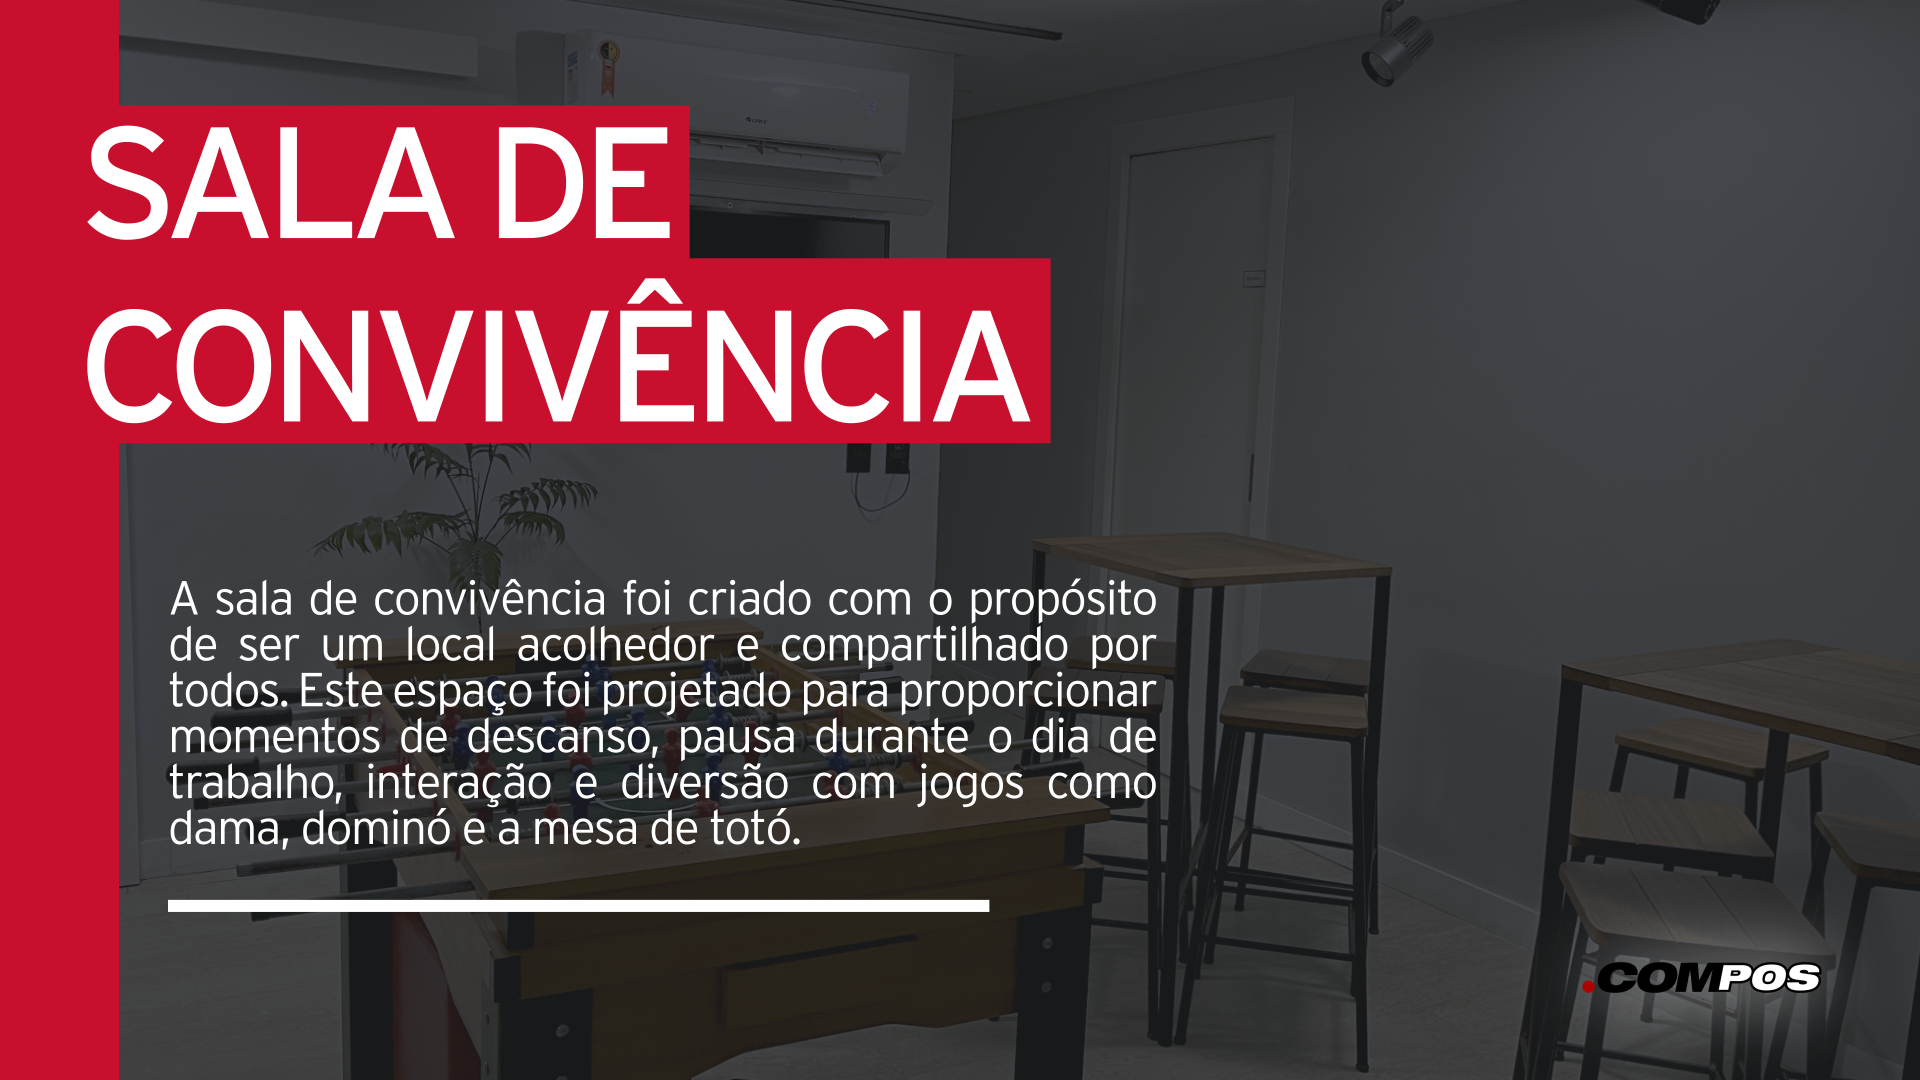 SALA DE
CONVIVÊNCIA
A sala de convivência foi criado com o propósito
de ser um local acolhedor e compartilhado por
todos. Este espaço foi projetado para proporcionar
momentos de descanso, pausa durante o dia de
trabalho, interação e diversão com jogos como
dama, dominó e a mesa de totó.
.COMPOS